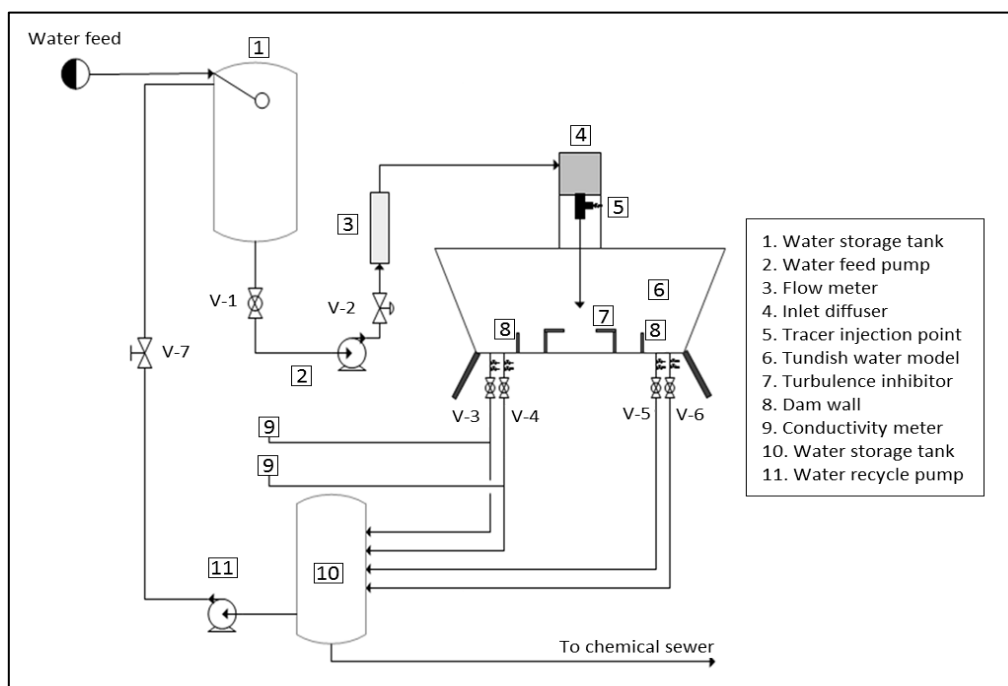 Water feed
1
4
3
5
V-1
V-2
6
7
8
8
2
V-7
V-3
V-4
V-5
V-6
9
9
11
10
To chemical sewer
1. Water storage tank
2. Water feed pump
3. Flow meter
4. Inlet diffuser
5. Tracer injection point
6. Tundish water model
7. Turbulence inhibitor
8. Dam wall
9. Conductivity meter
10. Water storage tank
11. Water recycle pump